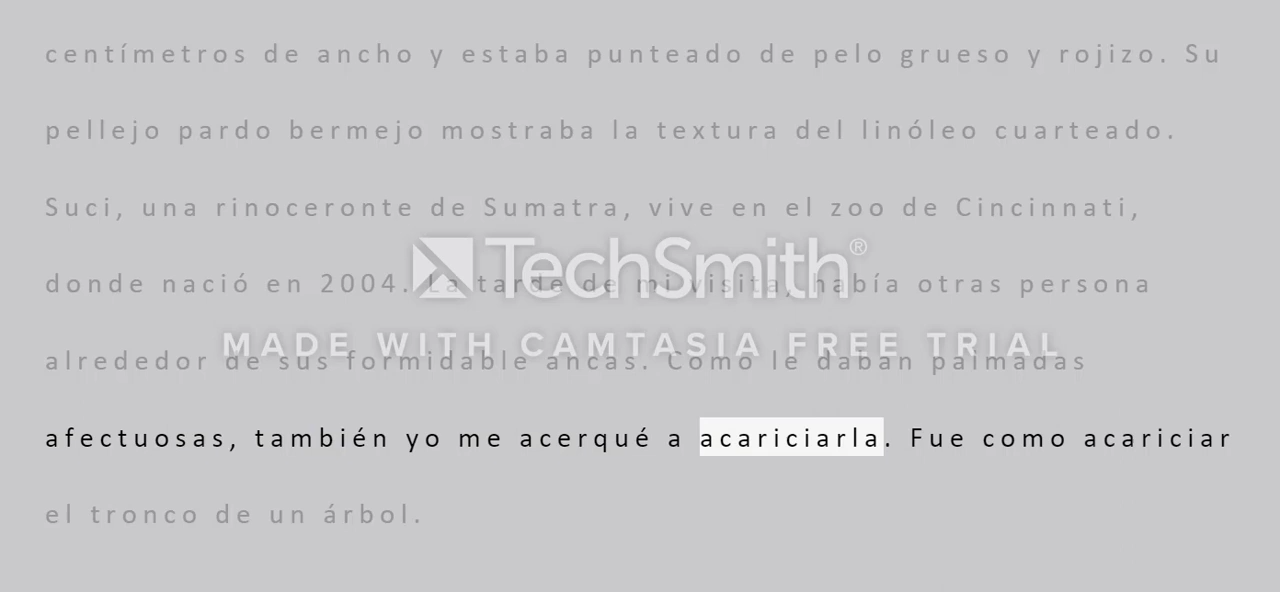 centímetros de ancho y estaba punteado de pelo grueso y rojizo. Su
pellejo pardo bermejo mostraba la textura del linóleo cuarteado.
Suci, una rinoceronte de Sumatra, vive en el zoo de Cincinnati,
TechSmith®
donde nació en 2004. La tarde de mi visita, había otras persona
MADE WITH CAMTASIA FREE TRIAL
alrededor de sus formidable ancas. Como le daban palmadas
afectuosas, también yo me acerqué a acariciarla. Fue como acariciar
el tronco de un árbol.